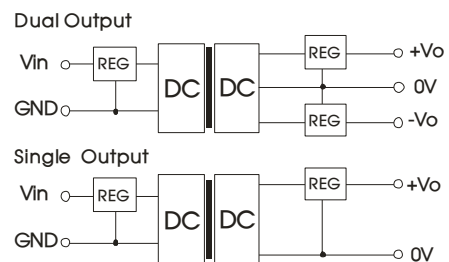 Dual Output
Vin REG DC DC REG +Vo
0V
GND REG -Vo
Single Output
Vin REG DC DC REG +Vo
GND 0V